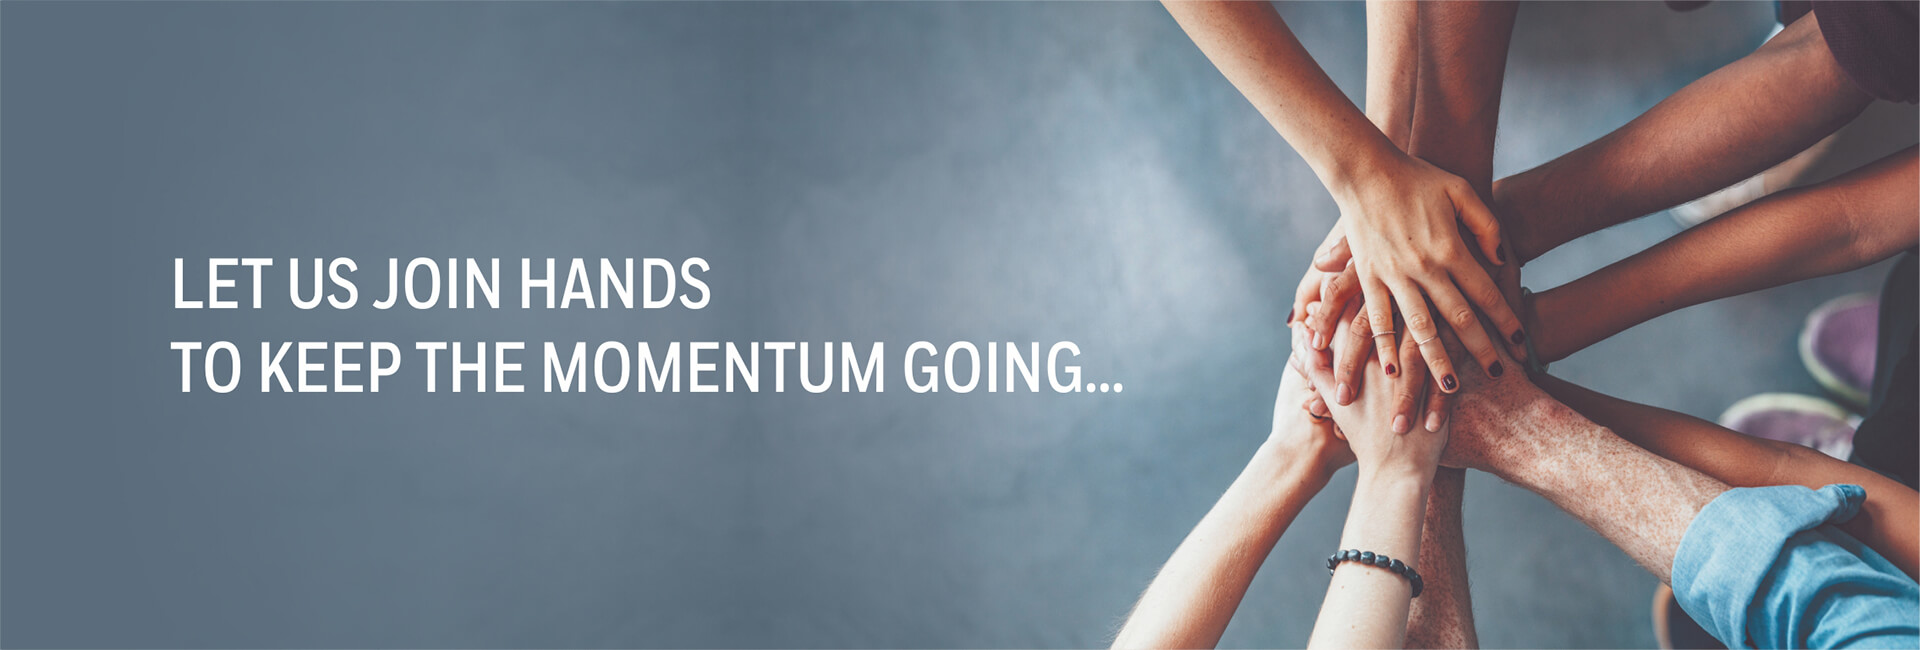 LET US JOIN HANDS
TO KEEP THE MOMENTUM GOING...